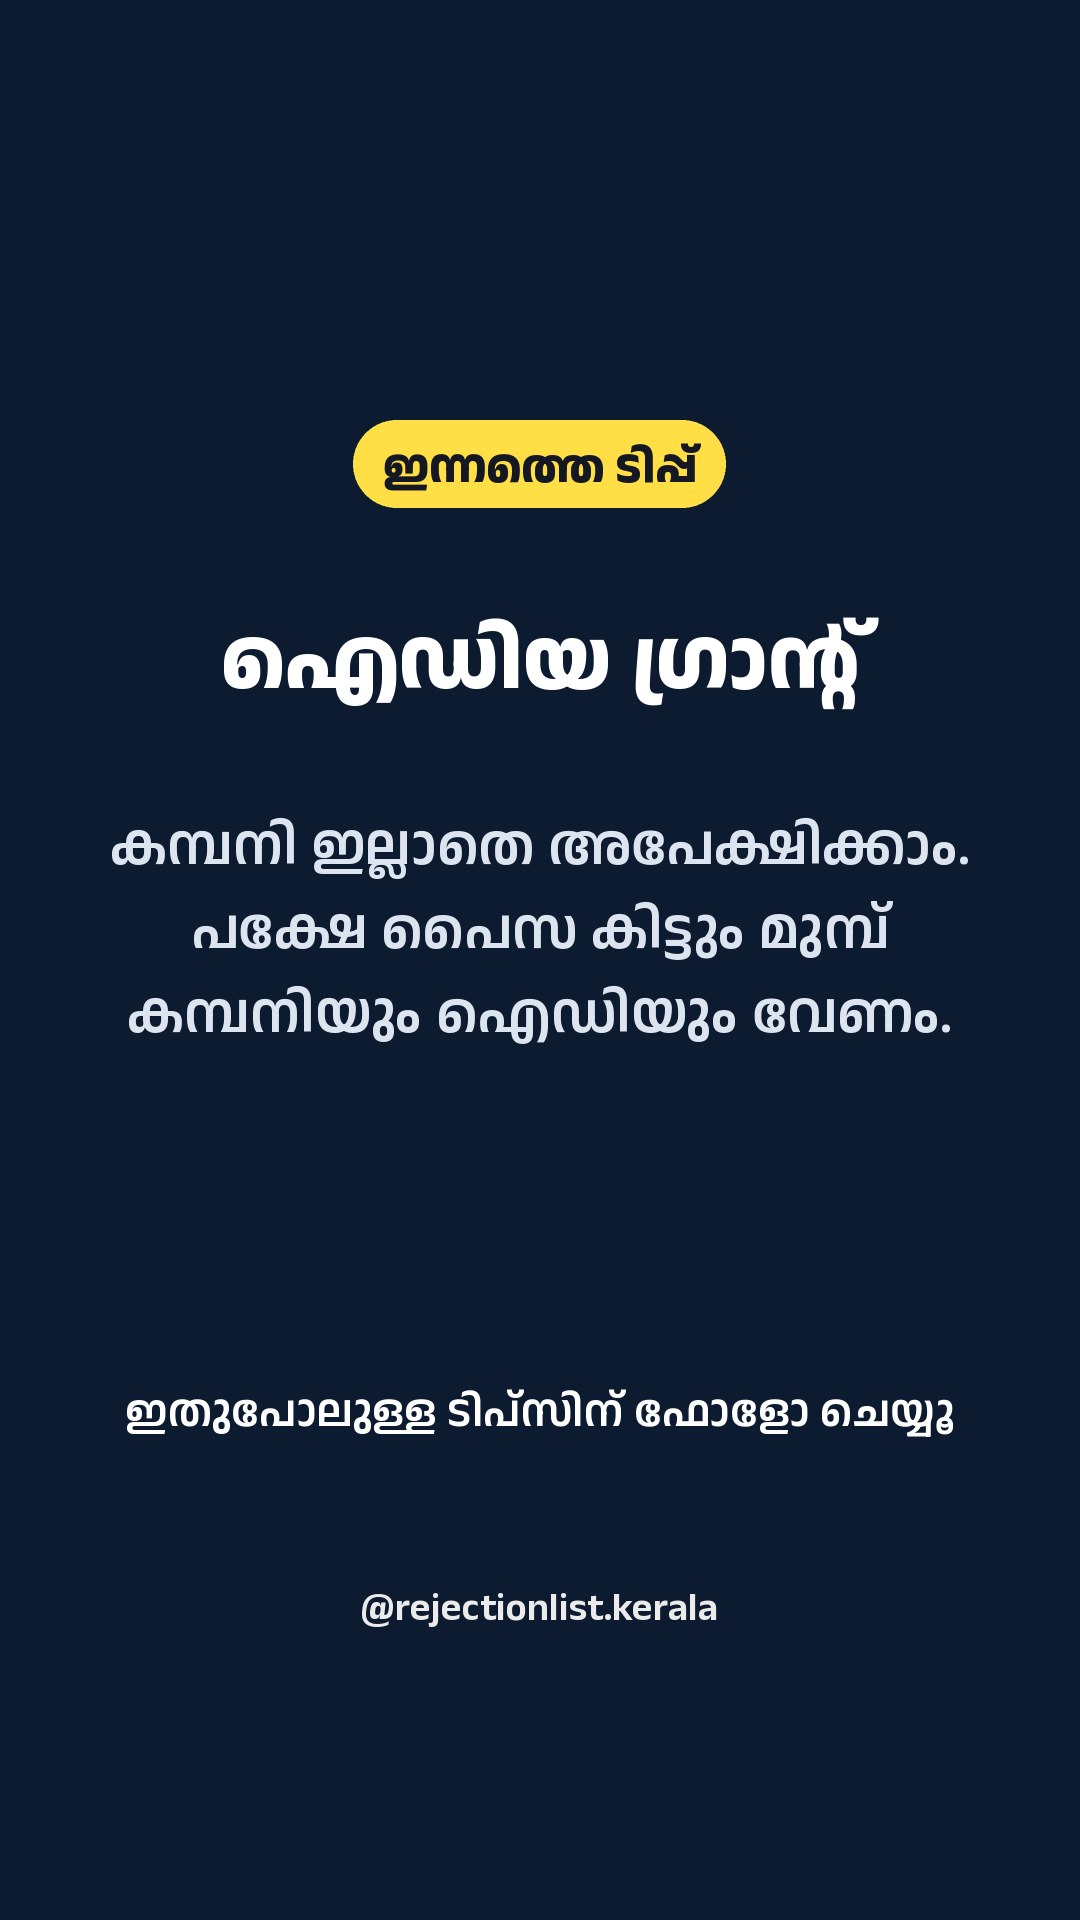 ഇന്നത്തെ ടിപ്പ്
ഐഡിയ ഗ്രാന്റ്
കമ്പനി ഇല്ലാതെ അപേക്ഷിക്കാം.
പക്ഷേ പൈസ കിട്ടും മുമ്പ്
കമ്പനിയും ഐഡിയും വേണം.
ഇതുപോലുള്ള ടിപ്സിന് ഫോളോ ചെയ്യൂ
@rejectionlist.kerala